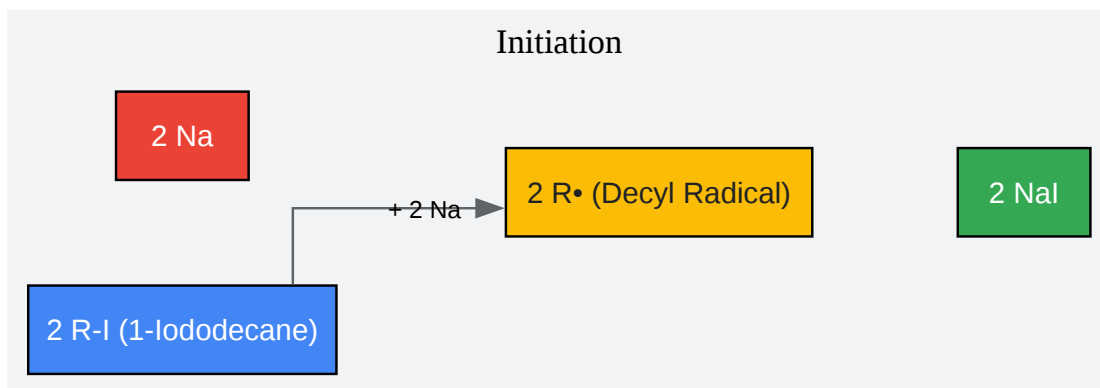 Initiation
2 Na
2 R• (Decyl Radical)
2 NaI
+ 2 Na
2 R-I (1-Iododecane)